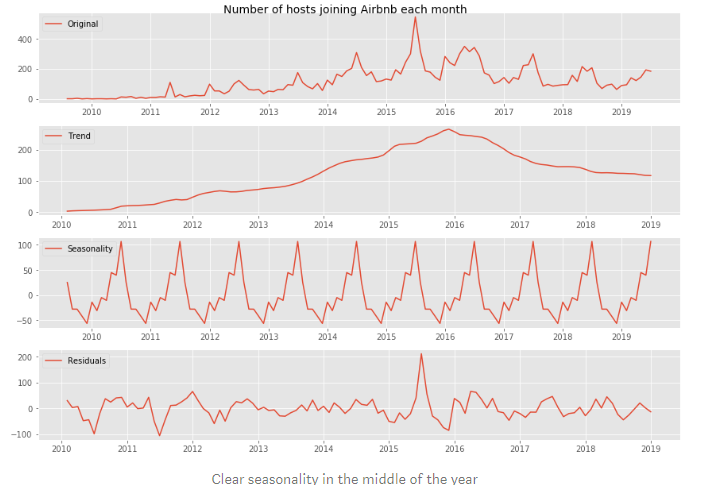 Number of hosts joining Airbnb each month
Original
400
200
0
2010 2011 2012 2013 2014 2015 2016 2017 2018 2019
Trend
200
100
0
2010 2011 2012 2013 2014 2015 2016 2017 2018 2019
Seasonality
100
50
0
−50
2010 2011 2012 2013 2014 2015 2016 2017 2018 2019
Residuals
200
100
0
−100
2010 2011 2012 2013 2014 2015 2016 2017 2018 2019
Clear seasonality in the middle of the year